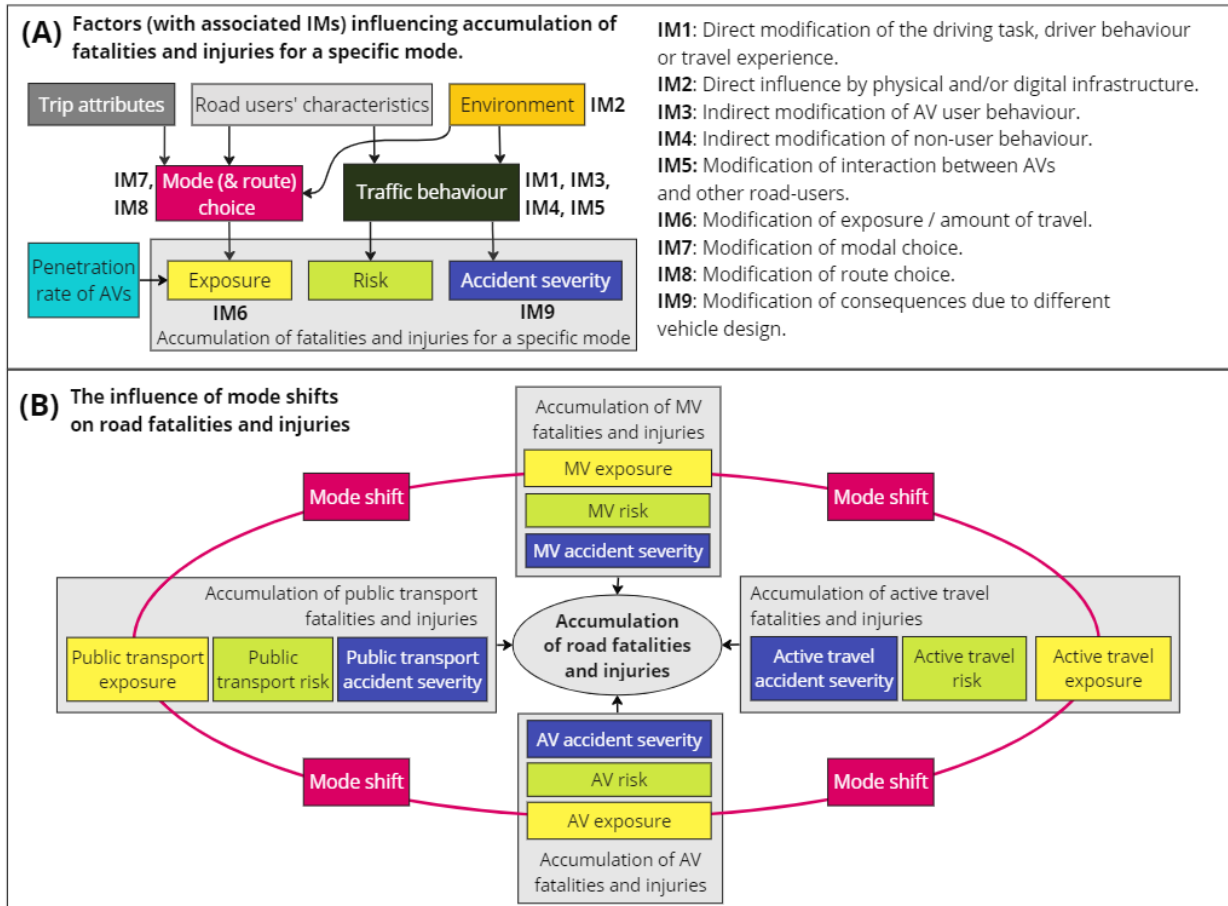 (A) Factors (with associated IMs) influencing accumulation of
fatalities and injuries for a specific mode.
Trip attributes
Road users' characteristics
Environment
IM2
IM7,
IM8
Mode (& route)
choice
Traffic behaviour
IM1, IM3,
IM4, IM5
Penetration
rate of AVs
Exposure
Risk
Accident severity
IM6
IM9
Accumulation of fatalities and injuries for a specific mode
IM1: Direct modification of the driving task, driver behaviour
or travel experience.
IM2: Direct influence by physical and/or digital infrastructure.
IM3: Indirect modification of AV user behaviour.
IM4: Indirect modification of non-user behaviour.
IM5: Modification of interaction between AVs
and other road-users.
IM6: Modification of exposure / amount of travel.
IM7: Modification of modal choice.
IM8: Modification of route choice.
IM9: Modification of consequences due to different
vehicle design.
(B) The influence of mode shifts
on road fatalities and injuries
Accumulation of MV
fatalities and injuries
MV exposure
MV risk
MV accident severity
Mode shift
Mode shift
Accumulation of public transport
fatalities and injuries
Public transport
exposure
Public
transport risk
Public transport
accident severity
Accumulation
of road fatalities
and injuries
Accumulation of active travel
fatalities and injuries
Active travel
accident severity
Active travel
risk
Active travel
exposure
Mode shift
Mode shift
AV accident severity
AV risk
AV exposure
Accumulation of AV
fatalities and injuries